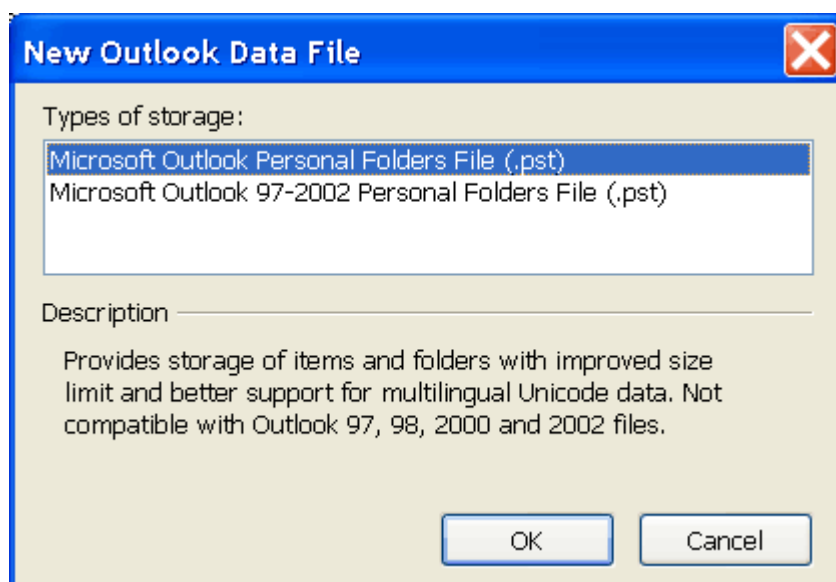 New Outlook Data File
Types of storage:
Microsoft Outlook Personal Folders File (.pst)
Microsoft Outlook 97-2002 Personal Folders File (.pst)
Description
Provides storage of items and folders with improved size
limit and better support for multilingual Unicode data. Not
compatible with Outlook 97, 98, 2000 and 2002 files.
OK
Cancel